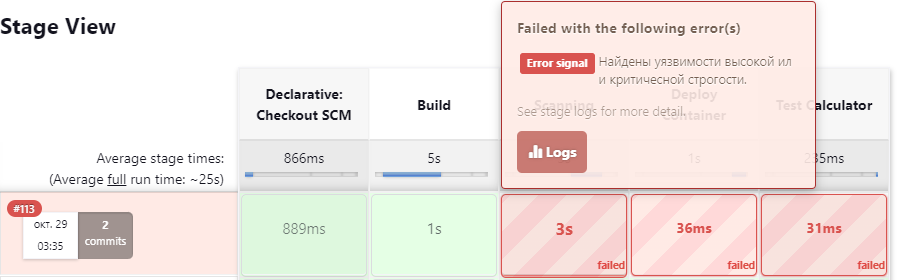 Stage View
Failed with the following error(s)
Error signal Найдены уязвимости высокой ил
и и критичной строгости.
See stage logs for more detail.
Logs
Declarative:
Checkout SCM
Build
Scanning
Deploy
Container
Test Calculator
Average stage times:
(Average full run time: ~25s)
866ms
5s
1s
235ms
#113
окт. 29
03:35
2
commits
889ms
1s
3s
failed
36ms
failed
31ms
failed